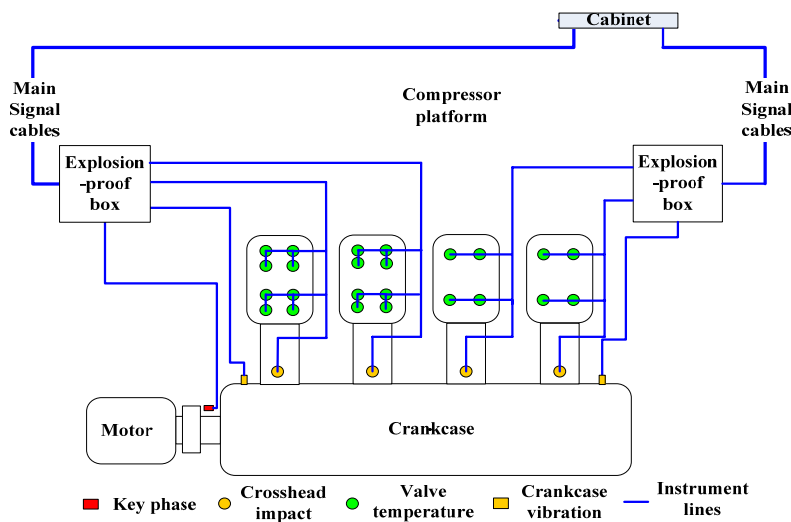 Cabinet
Main
Signal
cables
Main
Signal
cables
Compressor
platform
Explosion
-proof
box
Explosion
-proof
box
Motor
Crankcase
Key phase
Crosshead
impact
Valve
temperature
Crankcase
vibration
Instrument
lines